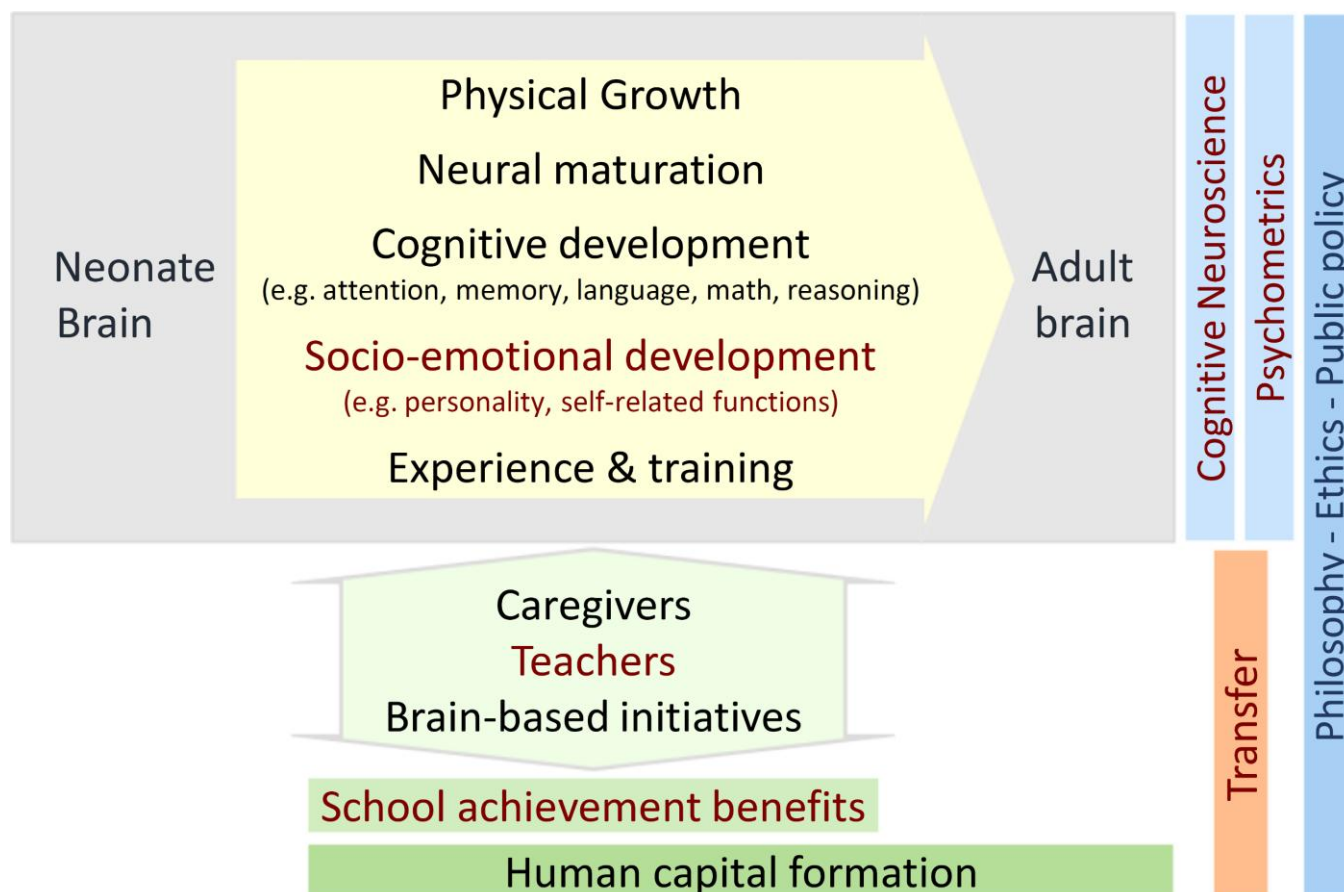 Neonate
Brain
Physical Growth
Neural maturation
Cognitive development
(e.g. attention, memory, language, math, reasoning)
Socio-emotional development
(e.g. personality, self-related functions)
Experience & training
Adult
brain
Cognitive Neuroscience
Psychometrics
Philosophy - Ethics - Public policy
Caregivers
Teachers
Brain-based initiatives
Transfer
School achievement benefits
Human capital formation